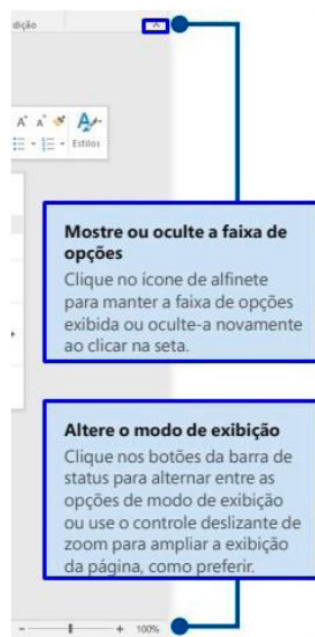 dição
A^ A˅
Estilos
Mostre ou oculte a faixa de
opções
Clique no ícone de alfinete
para manter a faixa de opções
exibida ou oculte-a novamente
ao clicar na seta.
Altere o modo de exibição
Clique nos botões da barra de
status para alternar entre as
opções de modo de exibição
ou use o controle deslizante de
zoom para ampliar a exibição
da página, como preferir.
- + 100%